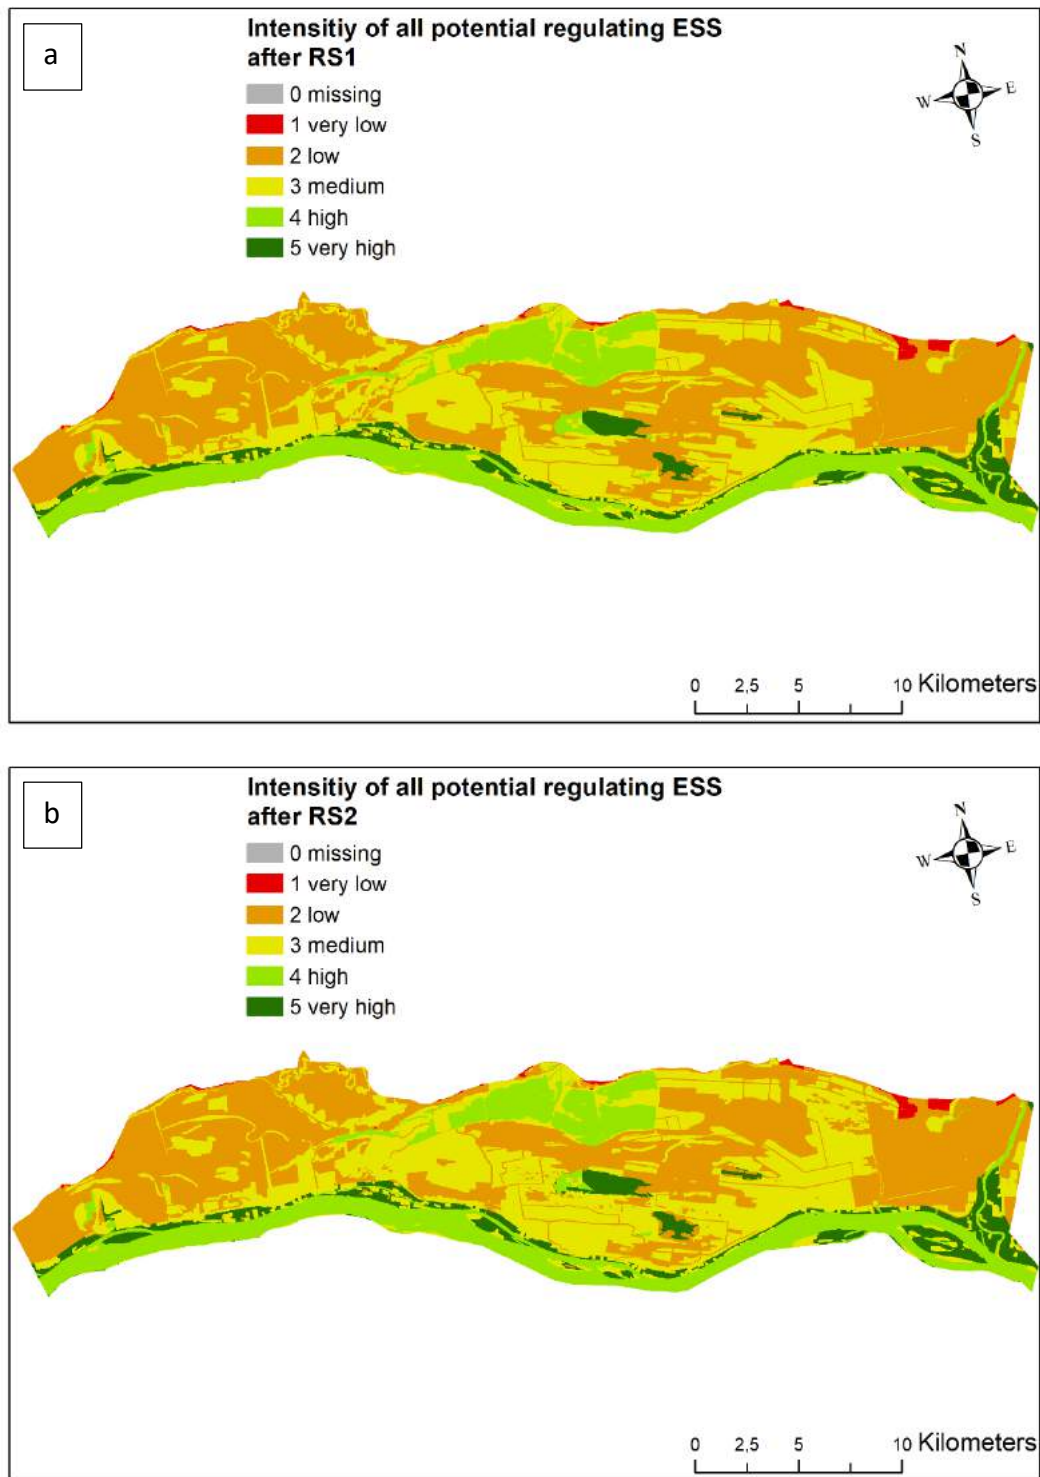 a
Intensitiy of all potential regulating ESS
after RS1
0 missing
1 very low
2 low
3 medium
4 high
5 very high
N
W E
S
0 2,5 5 10 Kilometers
b
Intensitiy of all potential regulating ESS
after RS2
0 missing
1 very low
2 low
3 medium
4 high
5 very high
N
W E
S
0 2,5 5 10 Kilometers